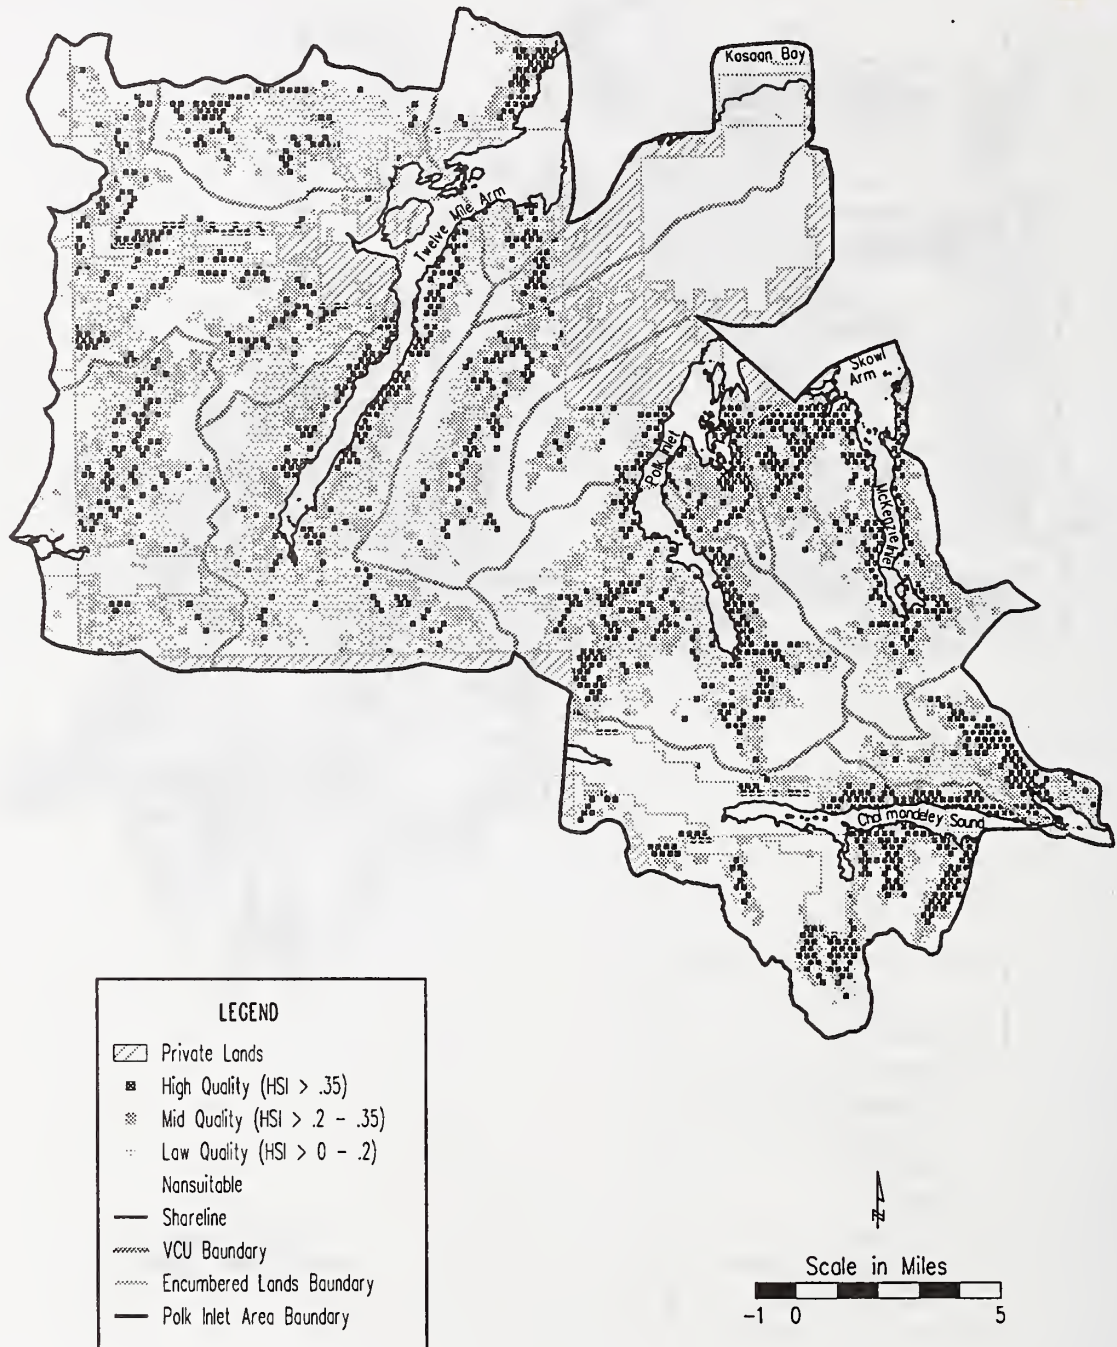 Kasaan Bay
Twelve Mile Arm
Skowl
Arm
Polk Inlet
McKenzie Inlet
Cholmondeley Sound
LEGEND
Private Lands
High Quality (HSI > .35)
Mid Quality (HSI > .2 - .35)
Low Quality (HSI > 0 - .2)
Nonsuitable
Shoreline
VCU Boundary
Encumbered Lands Boundary
Polk Inlet Area Boundary
N
Scale in Miles
-1 0 5